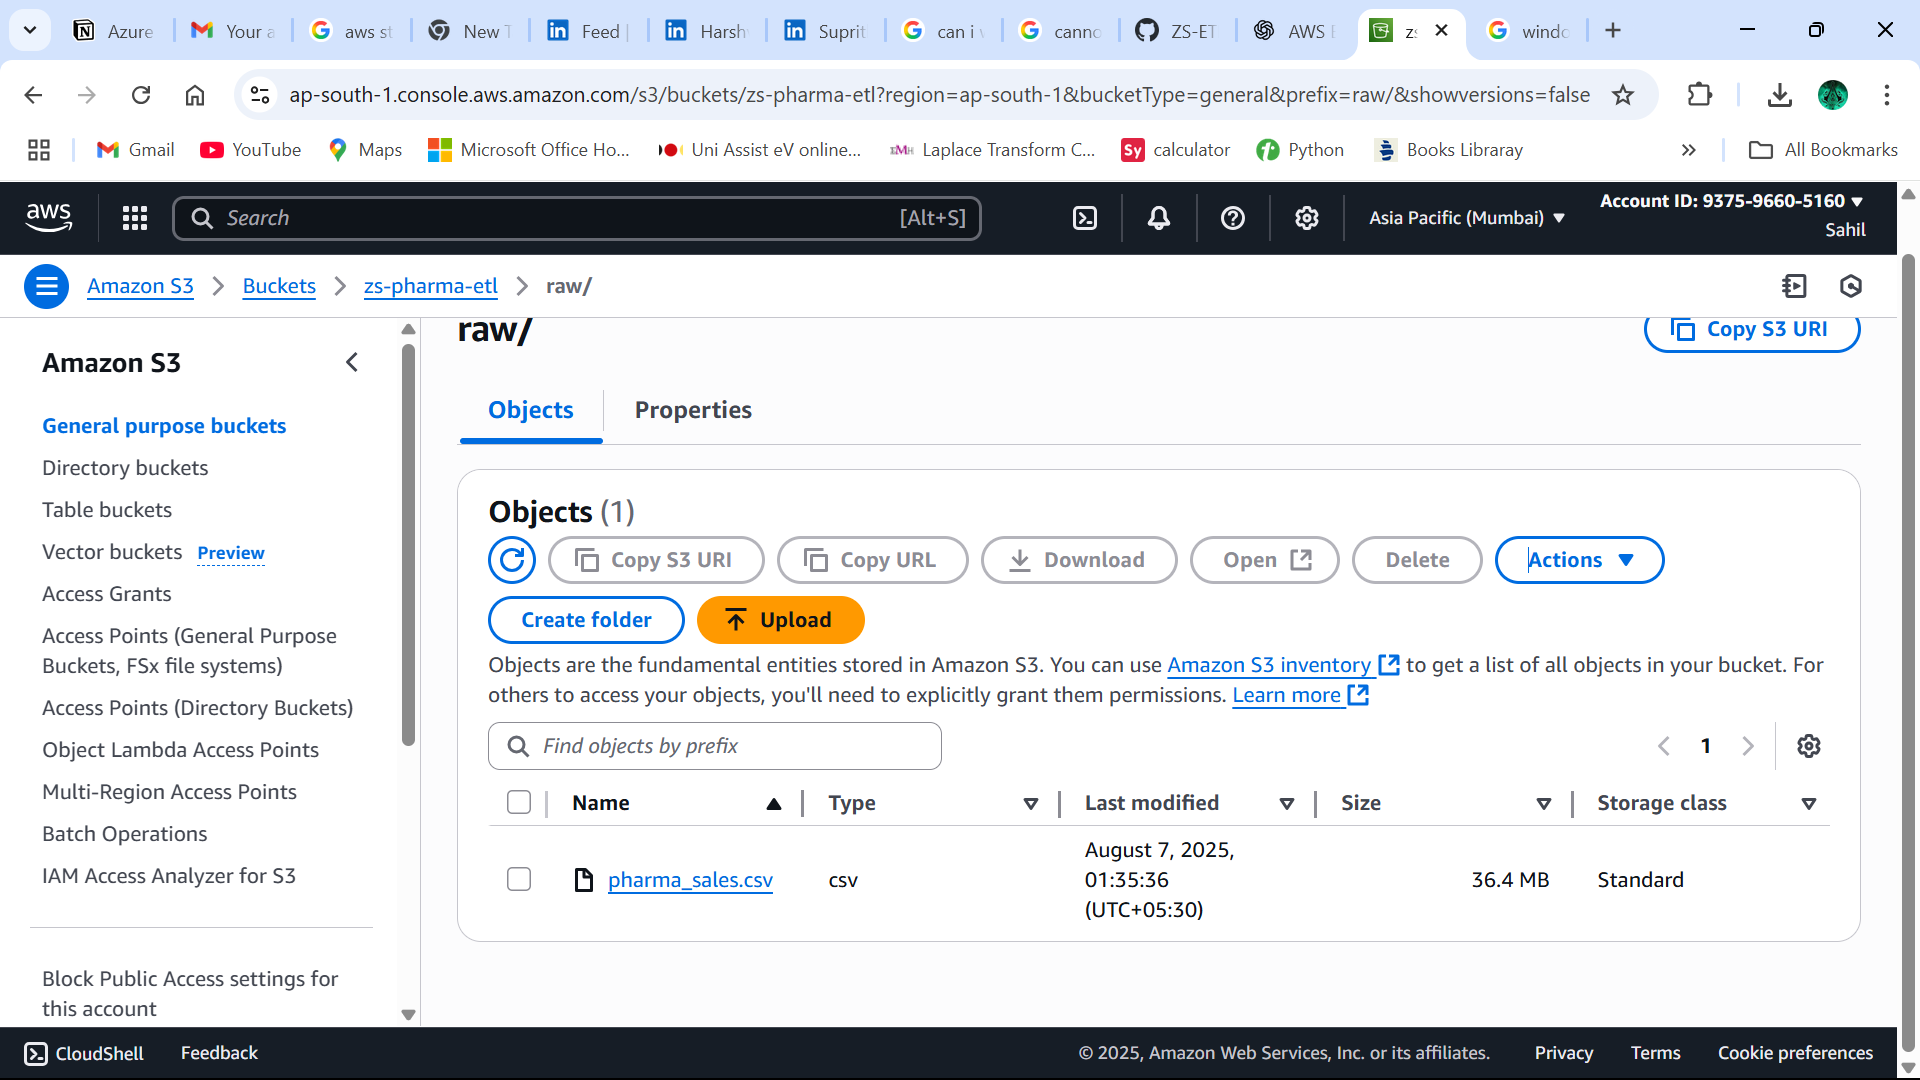 Azure
Your a
aws st
New T
Feed |
Harsh
Suprit
can i v
canno
ZS-ET
AWS E
zs
windo
ap-south-1.console.aws.amazon.com/s3/buckets/zs-pharma-etl?region=ap-south-1&bucketType=general&prefix=raw/&showversions=false
Gmail
YouTube
Maps
Microsoft Office Ho...
Uni Assist eV online...
Laplace Transform C...
Sy calculator
Python
Books Libraray
All Bookmarks
aws
Search
[Alt+S]
Asia Pacific (Mumbai)
Account ID: 9375-9660-5160
Sahil
Amazon S3
Buckets
zs-pharma-etl
raw/
Amazon S3
General purpose buckets
Directory buckets
Table buckets
Vector buckets Preview
Access Grants
Access Points (General Purpose
Buckets, FSx file systems)
Access Points (Directory Buckets)
Object Lambda Access Points
Multi-Region Access Points
Batch Operations
IAM Access Analyzer for S3
Block Public Access settings for
this account
raw/
Copy S3 URI
Objects
Properties
Objects (1)
Copy S3 URI
Copy URL
Download
Open
Delete
Actions
Create folder
Upload
Objects are the fundamental entities stored in Amazon S3. You can use Amazon S3 inventory to get a list of all objects in your bucket. For
others to access your objects, you'll need to explicitly grant them permissions. Learn more
Find objects by prefix
1
Name
Type
Last modified
Size
Storage class
pharma_sales.csv
csv
August 7, 2025,
01:35:36
(UTC+05:30)
36.4 MB
Standard
CloudShell
Feedback
© 2025, Amazon Web Services, Inc. or its affiliates.
Privacy
Terms
Cookie preferences